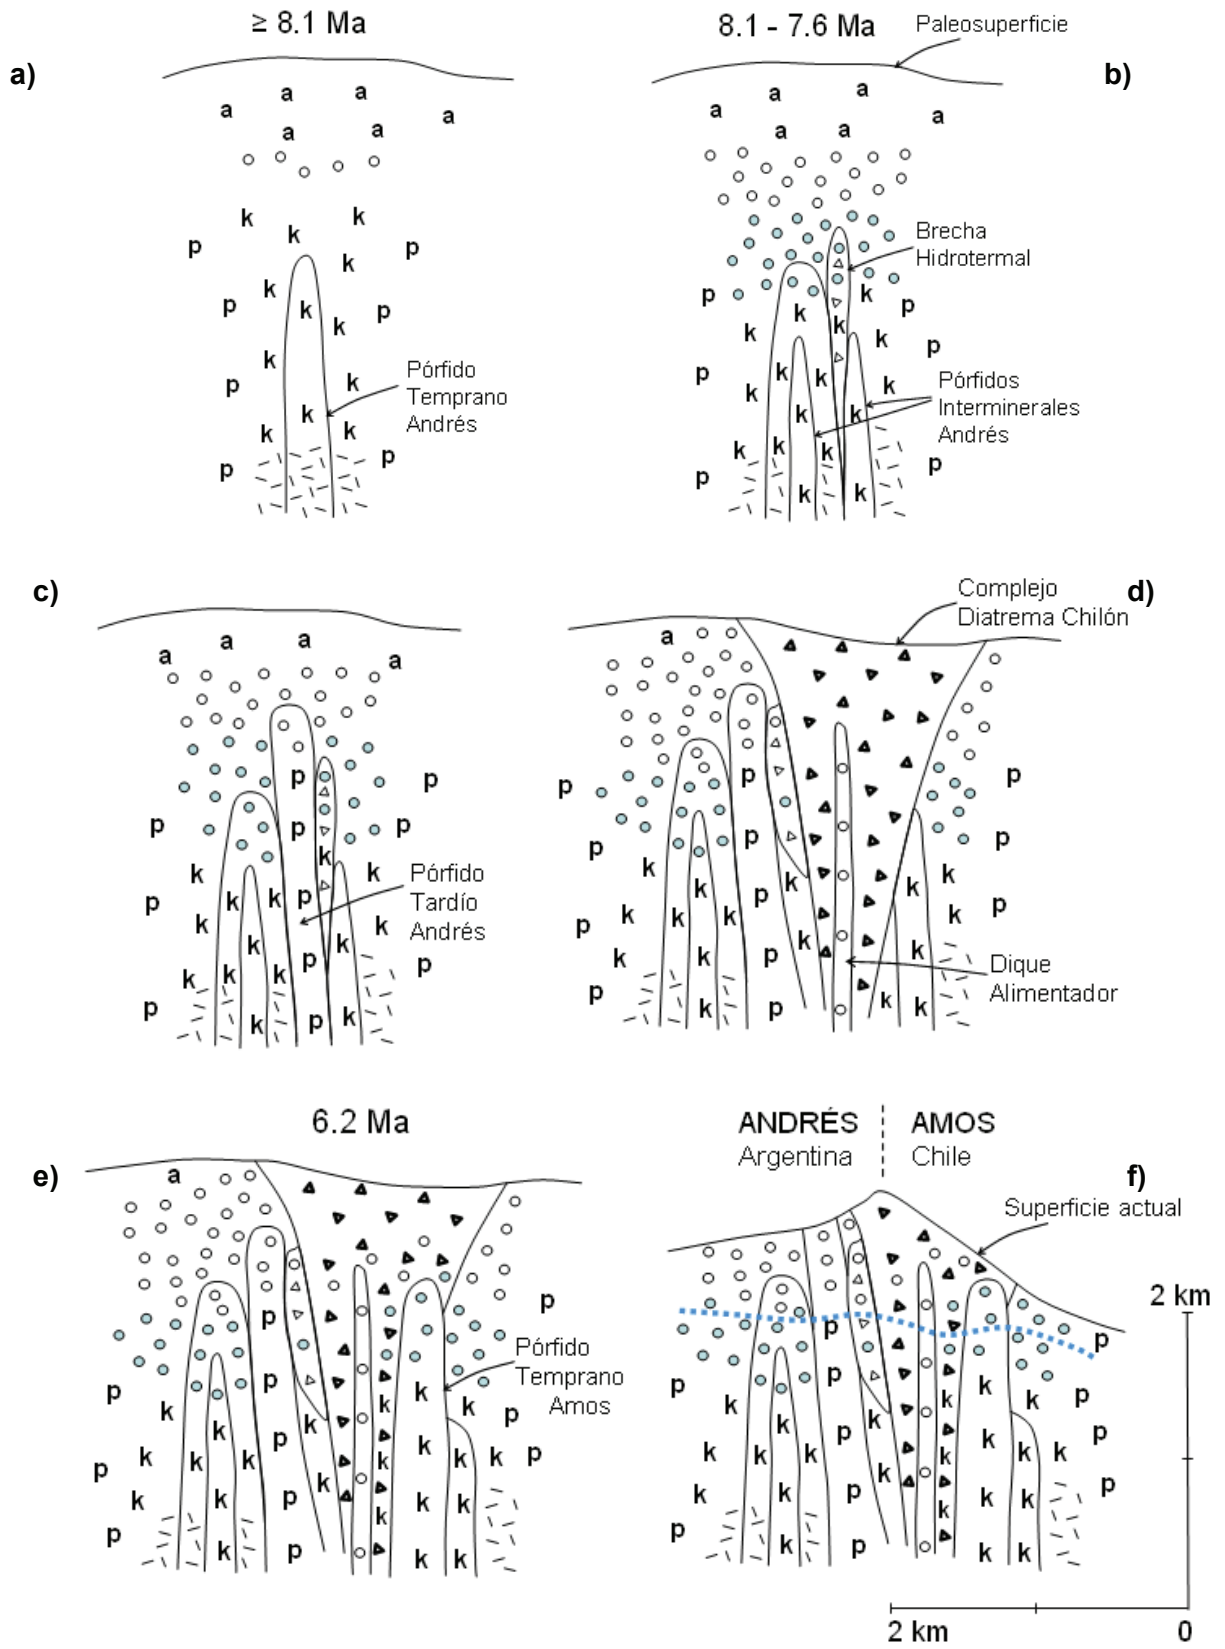 ≥ 8.1 Ma
8.1 - 7.6 Ma
Paleosuperficie
a)
b)
Brecha
Hidrotermal
Pórfido
Temprano
Andrés
Pórfidos
Interminerales
Andrés
c)
Complejo
Diatrema Chilón
d)
Pórfido
Tardío
Andrés
Dique
Alimentador
6.2 Ma
ANDRÉS
Argentina
AMOS
Chile
e)
f)
Superficie actual
Pórfido
Temprano
Amos
2 km
2 km
0